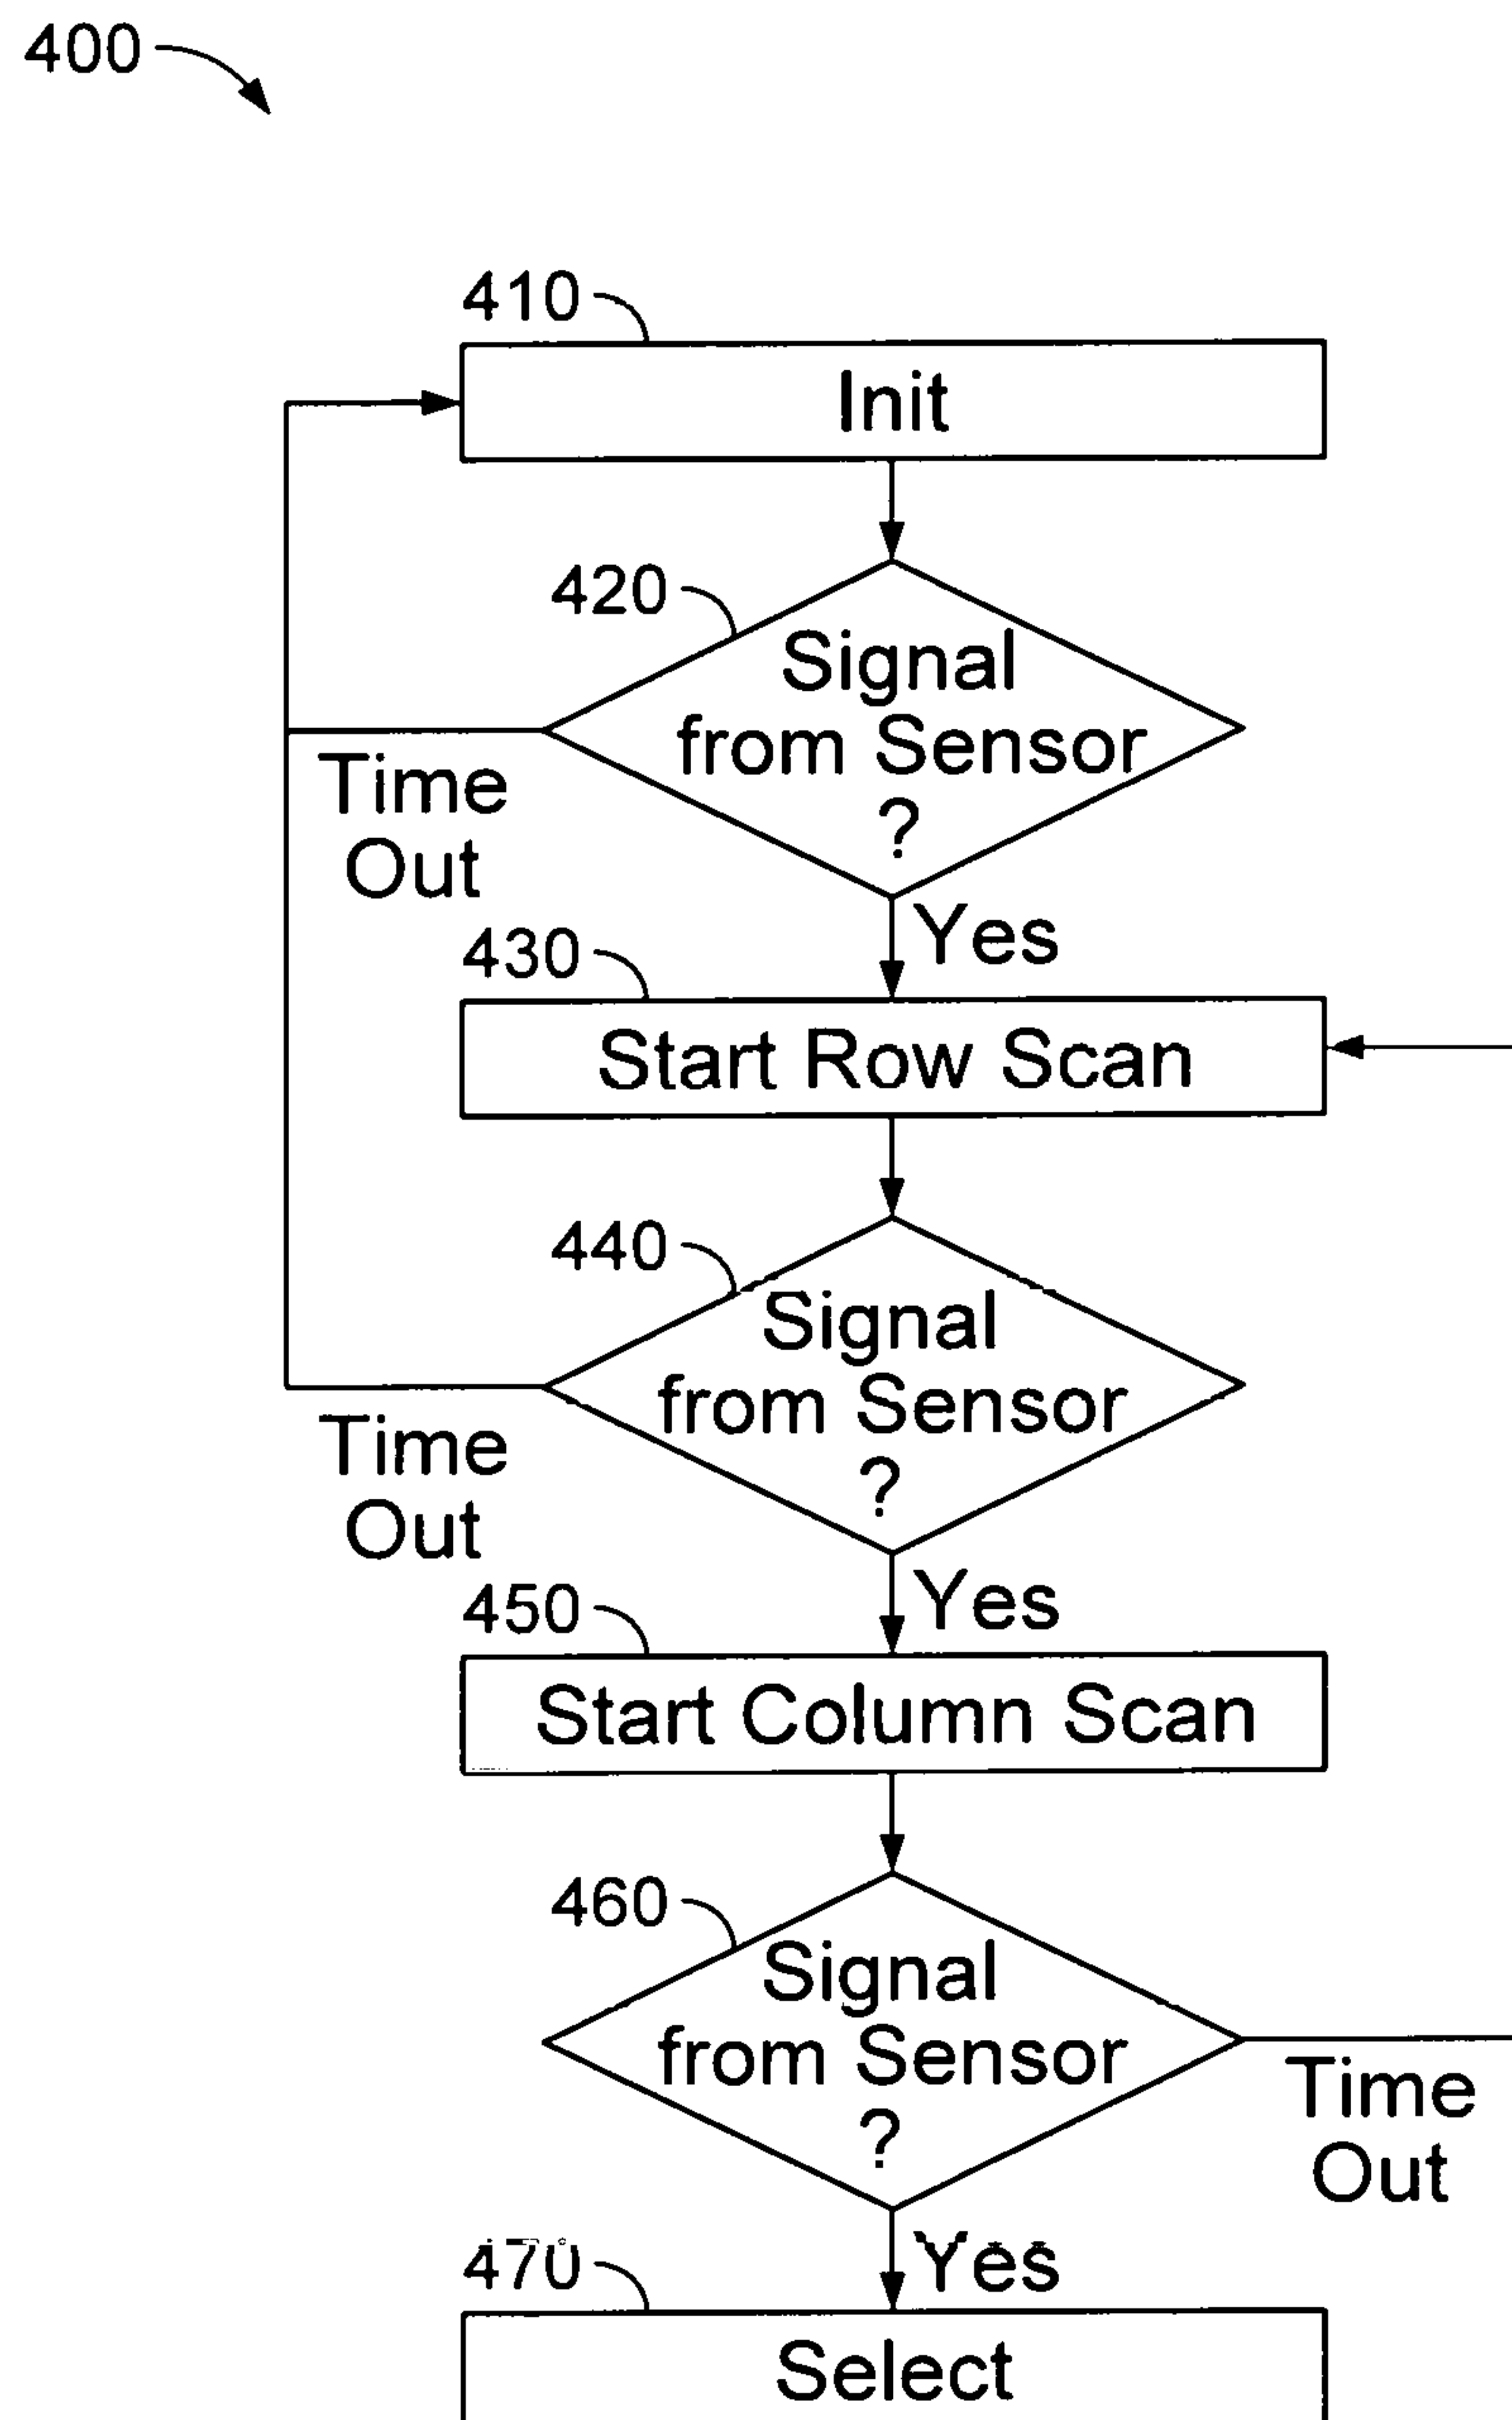 400
410
Init
420
Signal
from Sensor
?
Time
Out
Yes
430
Start Row Scan
440
Signal
from Sensor
?
Time
Out
Yes
450
Start Column Scan
460
Signal
from Sensor
?
Time
Out
Yes
470
Select